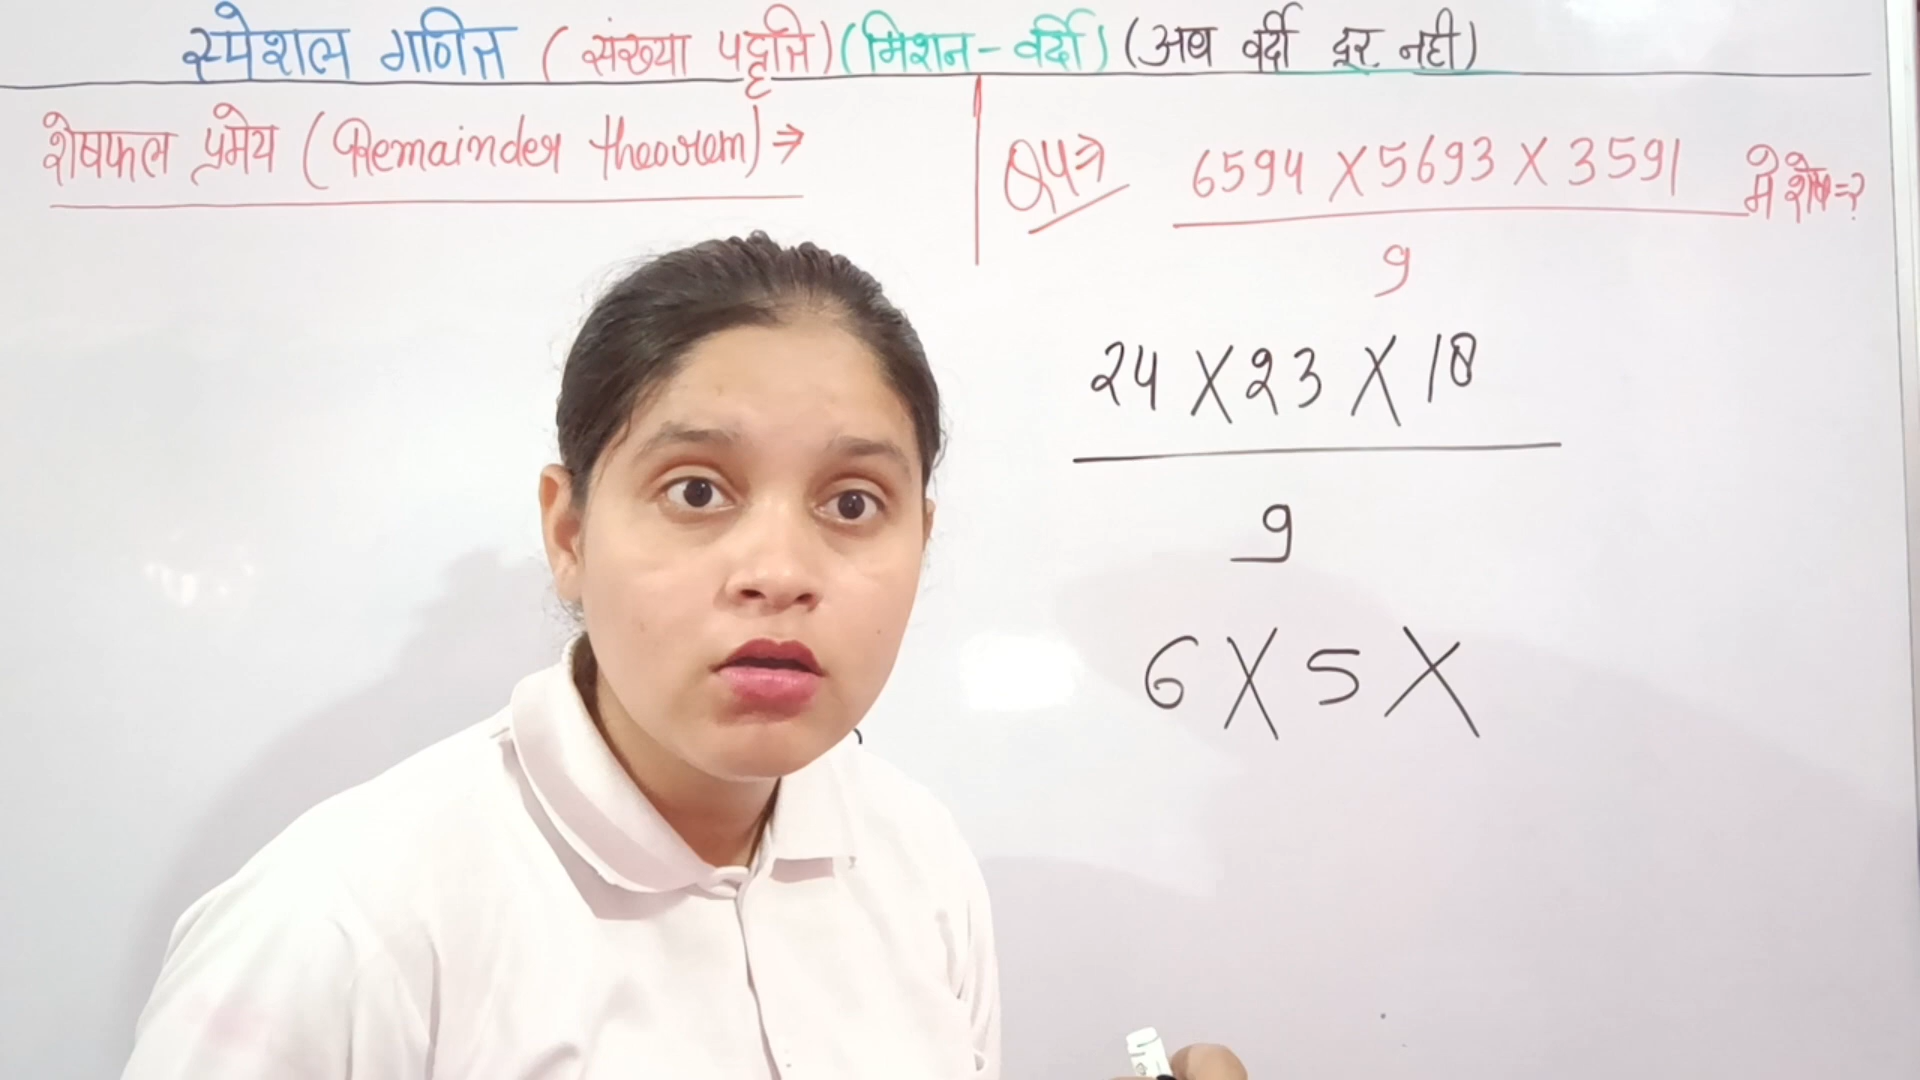 स्पेशल गणित (संख्या पद्दृति) (मिशन-वर्दी) (अब वर्दी दूर नही)
शेषफल प्रमेय (Remainder theorem) ⇒
Q4⇒ 6594 X 5693 X 3591 मे शेष=?
9
24 X 23 X 18
9
6 X 5 X